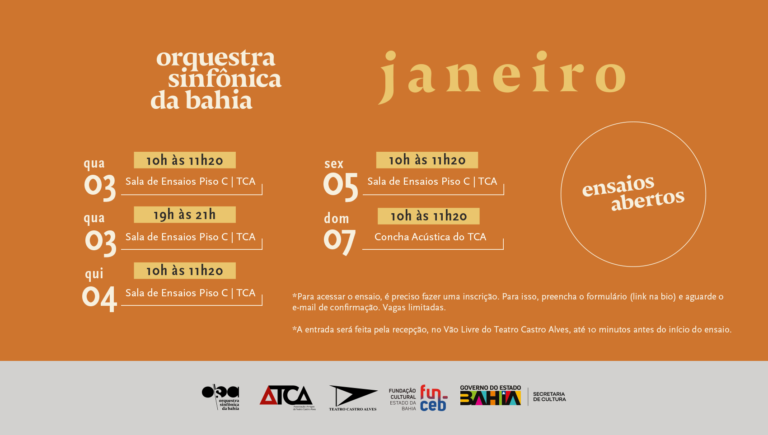 orquestra
sinfônica
da bahia
janeiro
qua
03
10h às 11h20
Sala de Ensaios Piso C | TCA
qua
03
19h às 21h
Sala de Ensaios Piso C | TCA
qui
04
10h às 11h20
Sala de Ensaios Piso C | TCA
sex
05
10h às 11h20
Sala de Ensaios Piso C | TCA
dom
07
10h às 11h20
Concha Acústica do TCA
ensaios
abertos
*Para acessar o ensaio, é preciso fazer uma inscrição. Para isso, preencha o formulário (link na bio) e aguarde o
e-mail de confirmação. Vagas limitadas.
*A entrada será feita pela recepção, no Vão Livre do Teatro Castro Alves, até 10 minutos antes do início do ensaio.
orquestra
sinfônica
da bahia
ATCA
TEATRO CASTRO ALVES
FUNDAÇÃO
CULTURAL
ESTADO DA
BAHIA
fun
ceb
GOVERNO DO ESTADO
BAHIA
SECRETARIA
DE CULTURA